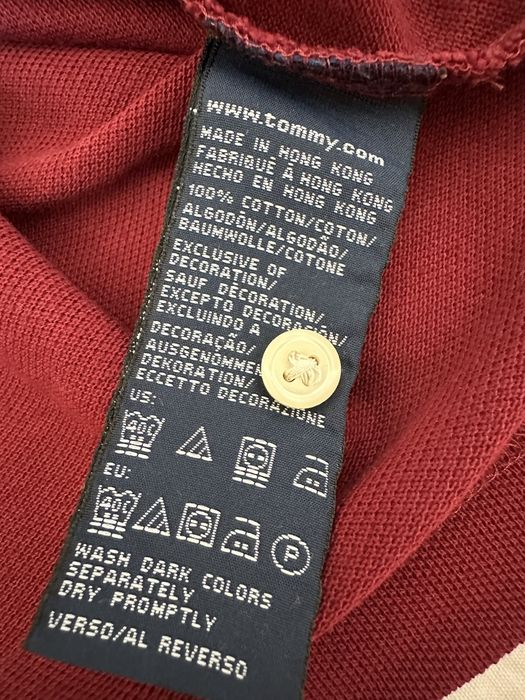 www.tommy.com
MADE IN HONG KONG
FABRIQUÉ À HONG KONG
HECHO EN HONG KONG
100% COTTON/COTON/
ALGODÓN/ALGODÃO/
BAUMWOLLE/COTONE
EXCLUSIVE OF
DECORATION/
SAUF DÉCORATION/
EXCEPTO DECORACIÓN/
EXCLUINDO A
DECORAÇÃO/
AUSGENOMMEN
DEKORATION/
ECCETTO DECORAZIONE
US:
40C
EU:
40C
P
WASH DARK COLORS
SEPARATELY
DRY PROMPTLY
VERSO/AL REVERSO